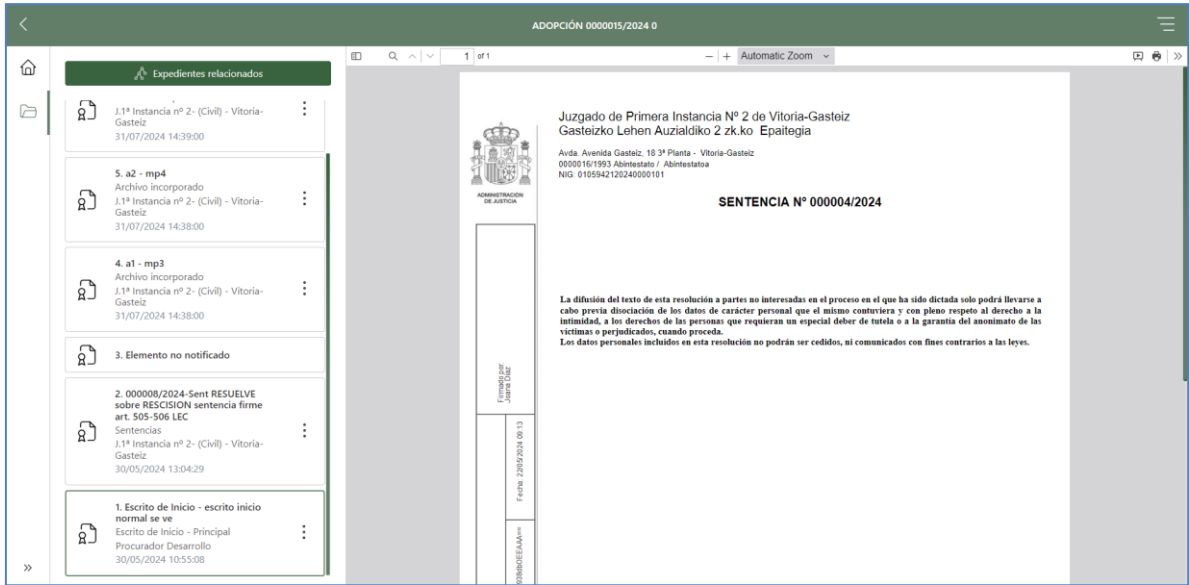 ADOPCIÓN 0000015/2024 0
Expedientes relacionados
J.1ª Instancia nº 2- (Civil) - Vitoria-
Gasteiz
31/07/2024 14:39:00
5. a2 - mp4
Archivo incorporado
J.1ª Instancia nº 2- (Civil) - Vitoria-
Gasteiz
31/07/2024 14:38:00
4. a1 - mp3
Archivo incorporado
J.1ª Instancia nº 2- (Civil) - Vitoria-
Gasteiz
31/07/2024 14:38:00
3. Elemento no notificado
2. 000008/2024-Sent RESUELVE
sobre RESCISION sentencia firme
art. 505-506 LEC
Sentencias
J.1ª Instancia nº 2- (Civil) - Vitoria-
Gasteiz
30/05/2024 13:04:29
1. Escrito de Inicio - escrito inicio
normal se ve
Escrito de Inicio - Principal
Procurador Desarrollo
30/05/2024 10:55:08
1 of 1
Automatic Zoom
ADMINISTRACIÓN
DE JUSTICIA
Juzgado de Primera Instancia Nº 2 de Vitoria-Gasteiz
Gasteizko Lehen Auzialdiko 2 zk.ko Epaitegia
Avda. Avenida Gasteiz, 18 3ª Planta - Vitoria-Gasteiz
0000016/1993 Abintestato / Abintestatoa
NIG: 0105942120240000101
SENTENCIA Nº 000004/2024
La difusión del texto de esta resolución a partes no interesadas en el proceso en el que ha sido dictada solo podrá llevarse a
cabo previa disociación de los datos de carácter personal que el mismo contuviera y con pleno respeto al derecho a la
intimidad, a los derechos de las personas que requieran un especial deber de tutela o a la garantía del anonimato de las
víctimas o perjudicados, cuando proceda.
Los datos personales incluidos en esta resolución no podrán ser cedidos, ni comunicados con fines contrarios a las leyes.
Firmado por:
Joana Díaz
Fecha: 22/05/2024 09:13